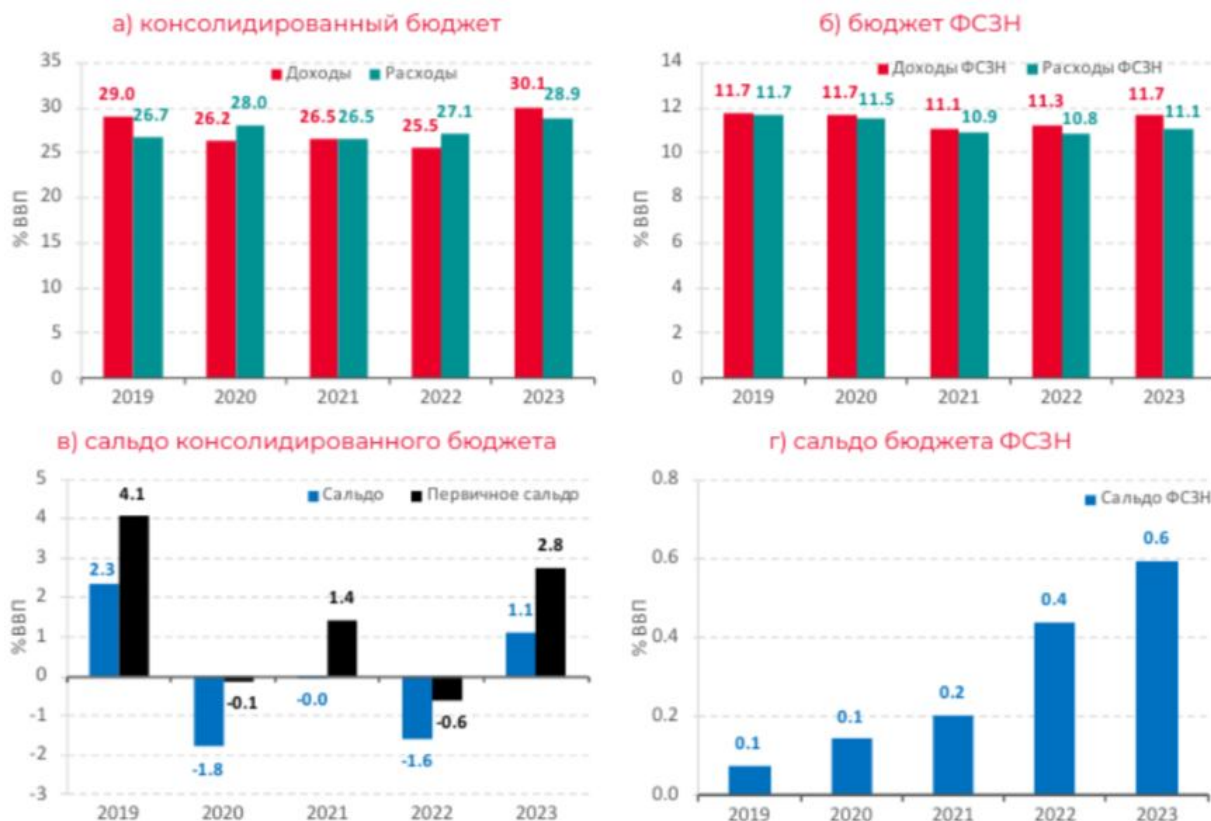 а) консолидированный бюджет
% ВВП
35
30
25
20
15
10
5
0
Доходы Расходы
29.0 26.7 26.2 28.0 26.5 26.5 25.5 27.1 30.1 28.9
2019 2020 2021 2022 2023
б) бюджет ФСЗН
% ВВП
14
12
10
8
6
4
2
0
Доходы ФСЗН Расходы ФСЗН
11.7 11.7 11.7 11.5 11.1 10.9 11.3 10.8 11.7 11.1
2019 2020 2021 2022 2023
в) сальдо консолидированного бюджета
%ВВП
5
4
3
2
1
0
-1
-2
-3
Сальдо Первичное сальдо
2.3 4.1 -1.8 -0.1 -0.0 1.4 -1.6 -0.6 1.1 2.8
2019 2020 2021 2022 2023
г) сальдо бюджета ФСЗН
% ВВП
0.8
0.6
0.4
0.2
0.0
Сальдо ФСЗН
0.1 0.1 0.2 0.4 0.6
2019 2020 2021 2022 2023